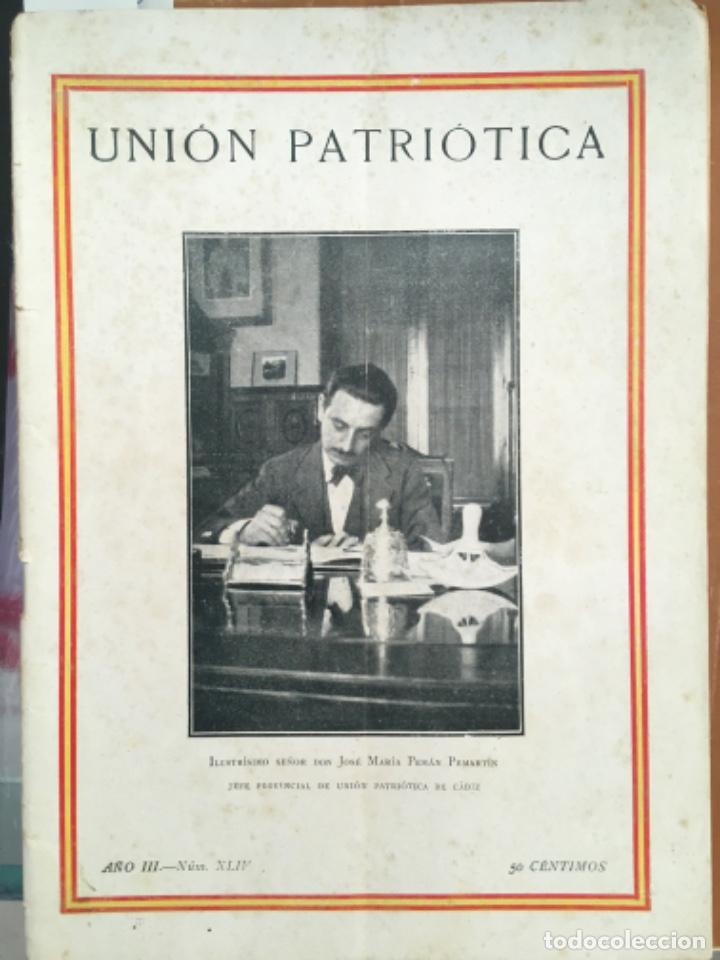 UNIÓN PATRIÓTICA
ILUSTRÍSIMO SEÑOR DON JOSÉ MARÍA PEMÁN PEMARTÍN
JEFE PROVINCIAL DE UNIÓN PATRIÓTICA DE CÁDIZ
AÑO III.—Núm. XLIV
50 CÉNTIMOS
todocoleccion